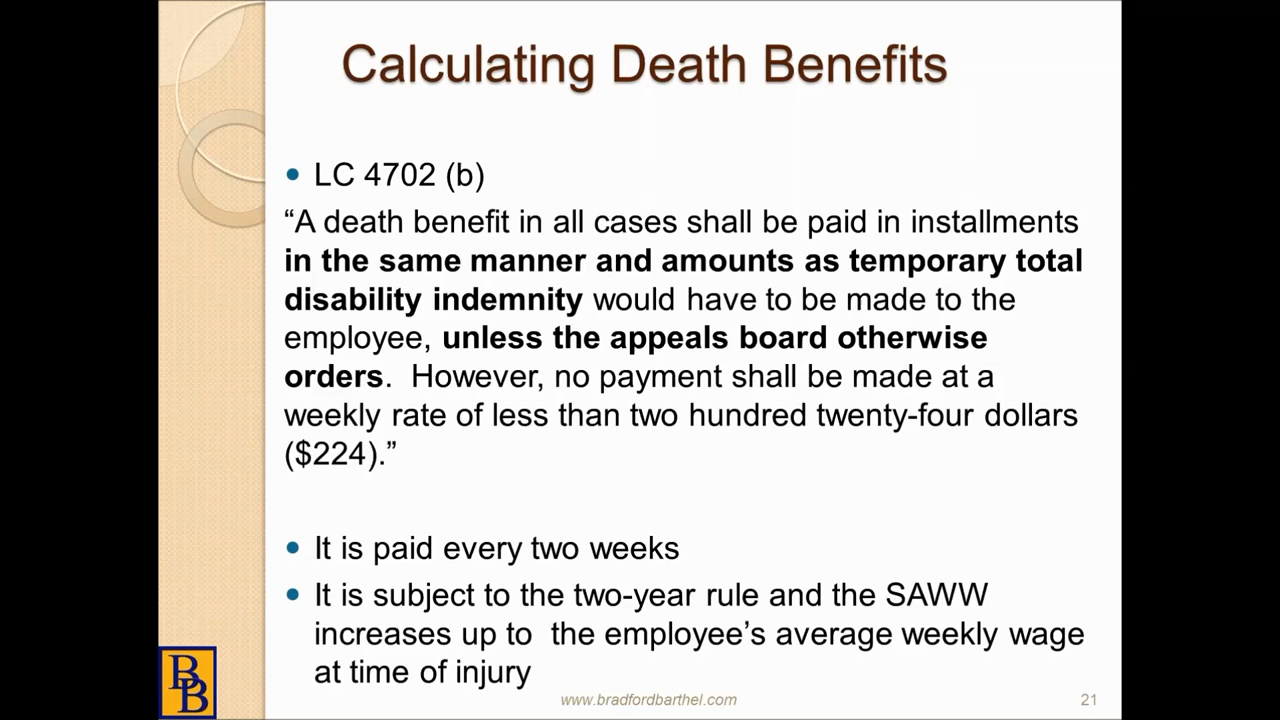 Calculating Death Benefits
• LC 4702 (b)
“A death benefit in all cases shall be paid in installments
in the same manner and amounts as temporary total
disability indemnity would have to be made to the
employee, unless the appeals board otherwise
orders.  However, no payment shall be made at a
weekly rate of less than two hundred twenty-four dollars
($224).”
• It is paid every two weeks
• It is subject to the two-year rule and the SAWW
increases up to  the employee’s average weekly wage
at time of injury
BB
www.bradfordbarthel.com
21